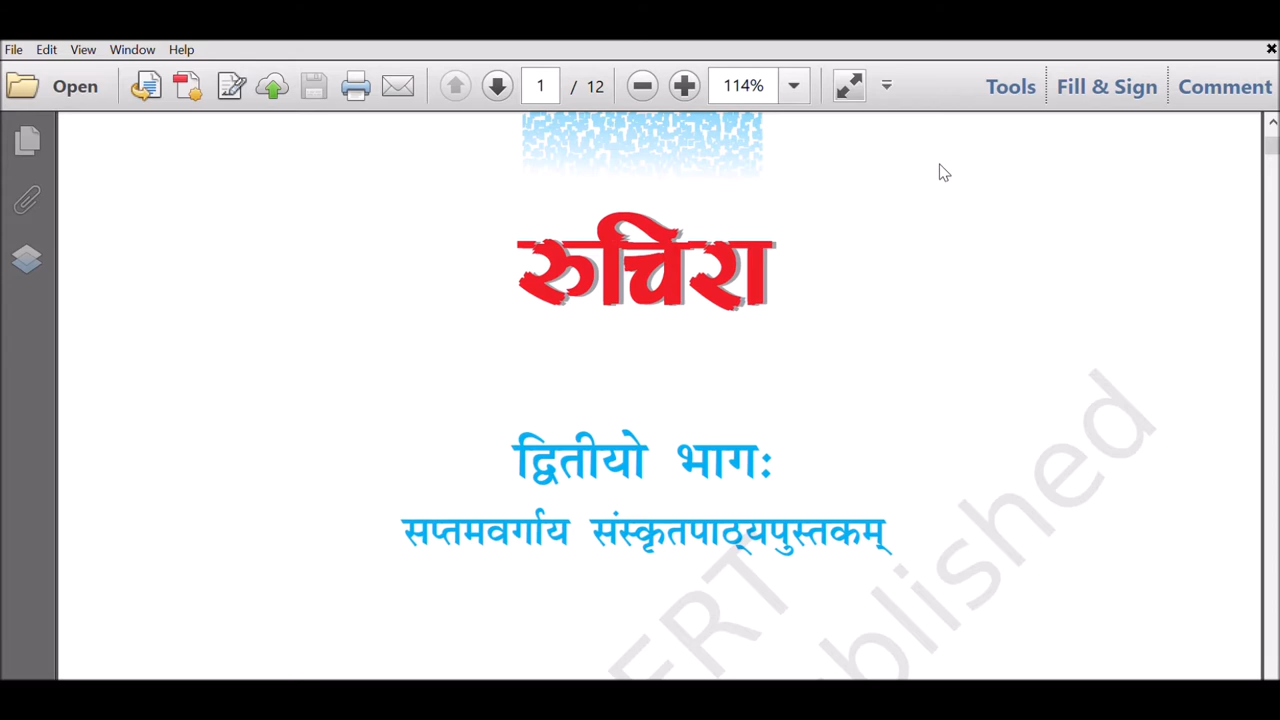 File Edit View Window Help
Open 1 / 12 114% Tools Fill & Sign Comment
रुचिरा
द्वितीयो भागः
सप्तमवर्गाय संस्कृतपाठ्यपुस्तकम्